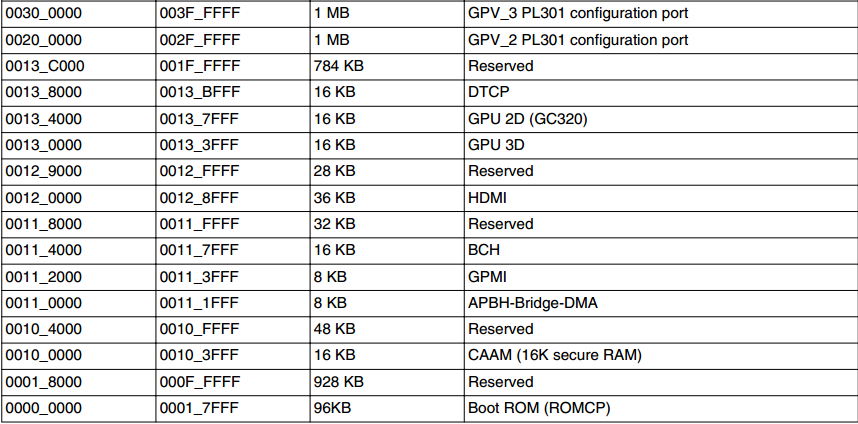 0030_0000 003F_FFFF 1 MB GPV_3 PL301 configuration port
0020_0000 002F_FFFF 1 MB GPV_2 PL301 configuration port
0013_C000 001F_FFFF 784 KB Reserved
0013_8000 0013_BFFF 16 KB DTCP
0013_4000 0013_7FFF 16 KB GPU 2D (GC320)
0013_0000 0013_3FFF 16 KB GPU 3D
0012_9000 0012_FFFF 28 KB Reserved
0012_0000 0012_8FFF 36 KB HDMI
0011_8000 0011_FFFF 32 KB Reserved
0011_4000 0011_7FFF 16 KB BCH
0011_2000 0011_3FFF 8 KB GPMI
0011_0000 0011_1FFF 8 KB APBH-Bridge-DMA
0010_4000 0010_FFFF 48 KB Reserved
0010_0000 0010_3FFF 16 KB CAAM (16K secure RAM)
0001_8000 000F_FFFF 928 KB Reserved
0000_0000 0001_7FFF 96KB Boot ROM (ROMCP)